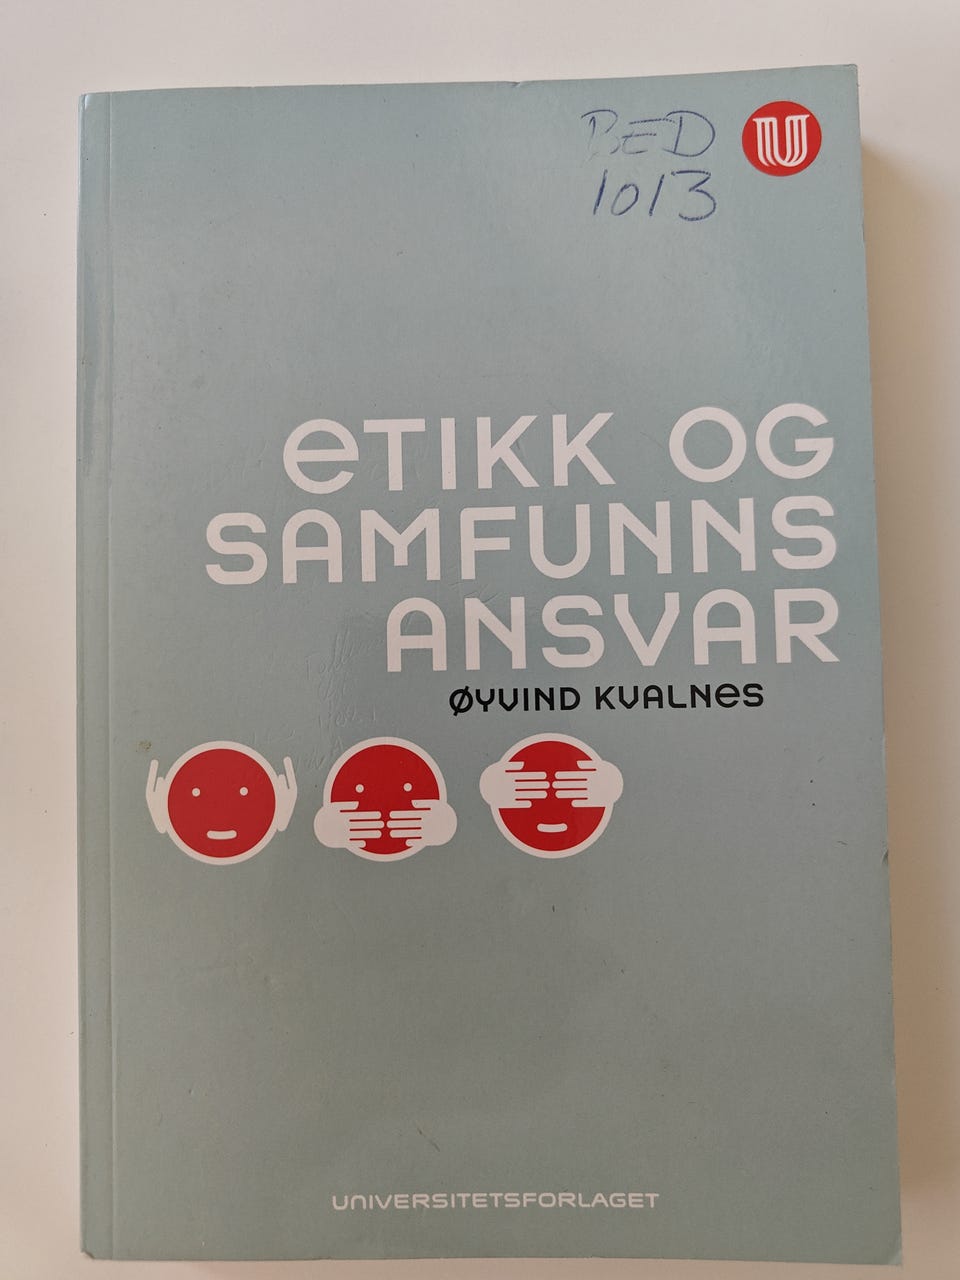 BED
1013
U
eTIKK OG
SAMFUNNS
ANSVAR
ØYVIND KVALNeS
UNIVERSITETSFORLAGET